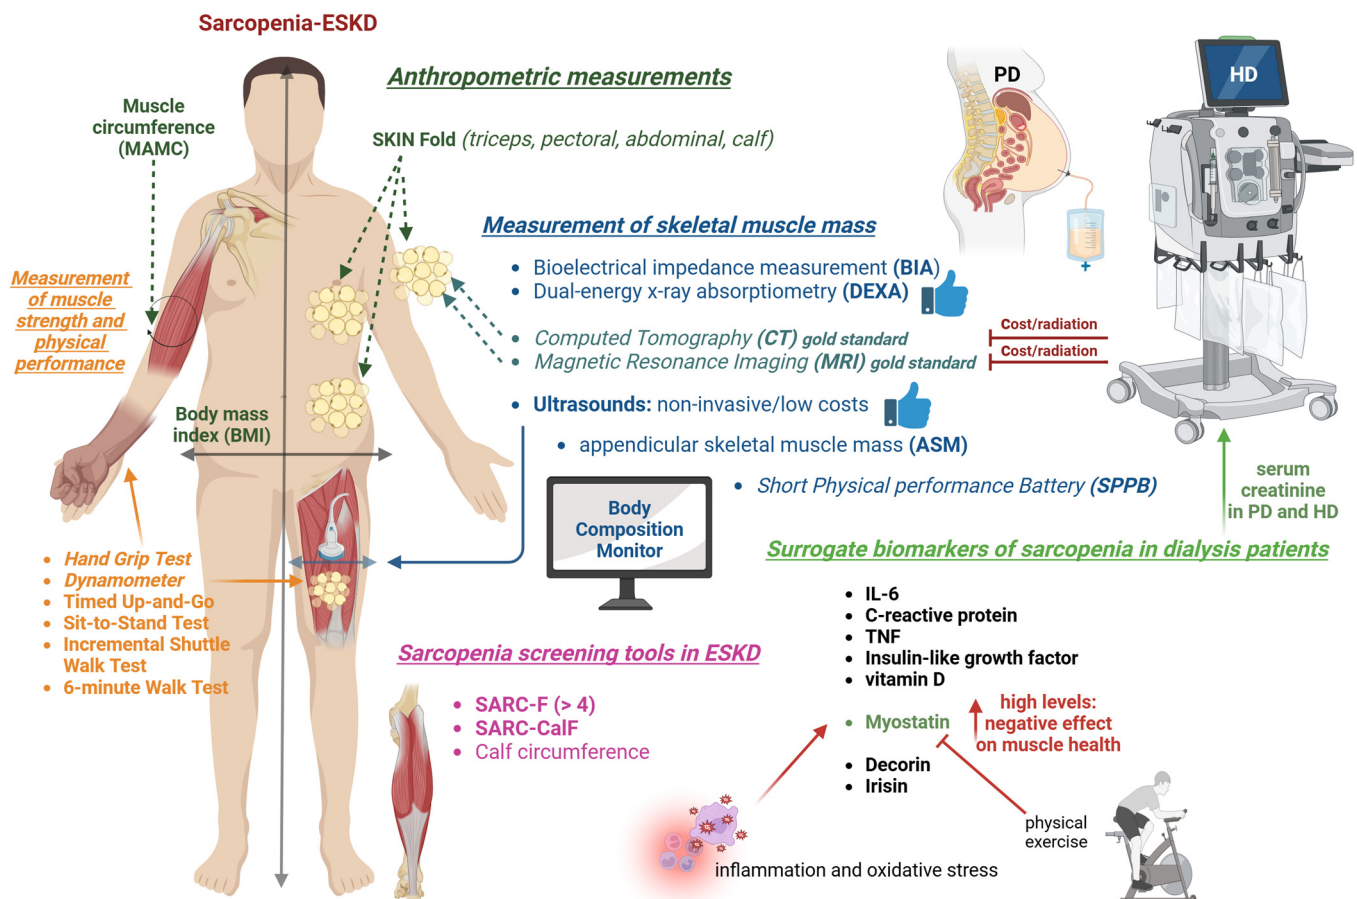 Sarcopenia-ESKD
Anthropometric measurements
Muscle
circumference
(MAMC)
SKIN Fold (triceps, pectoral, abdominal, calf)
PD
HD
Measurement of skeletal muscle mass
• Bioelectrical impedance measurement (BIA)
• Dual-energy x-ray absorptiometry (DEXA)
• Computed Tomography (CT) gold standard
• Magnetic Resonance Imaging (MRI) gold standard
Cost/radiation
Cost/radiation
• Ultrasounds: non-invasive/low costs
• appendicular skeletal muscle mass (ASM)
• Short Physical performance Battery (SPPB)
Measurement
of muscle
strength and
physical
performance
Body mass
index (BMI)
Body
Composition
Monitor
serum
creatinine
in PD and HD
• Hand Grip Test
• Dynamometer
• Timed Up-and-Go
• Sit-to-Stand Test
• Incremental Shuttle
Walk Test
• 6-minute Walk Test
Surrogate biomarkers of sarcopenia in dialysis patients
• IL-6
• C-reactive protein
• TNF
• Insulin-like growth factor
• vitamin D
• Myostatin
• Decorin
• Irisin
high levels:
negative effect
on muscle health
Sarcopenia screening tools in ESKD
• SARC-F (> 4)
• SARC-CalF
• Calf circumference
physical
exercise
inflammation and oxidative stress